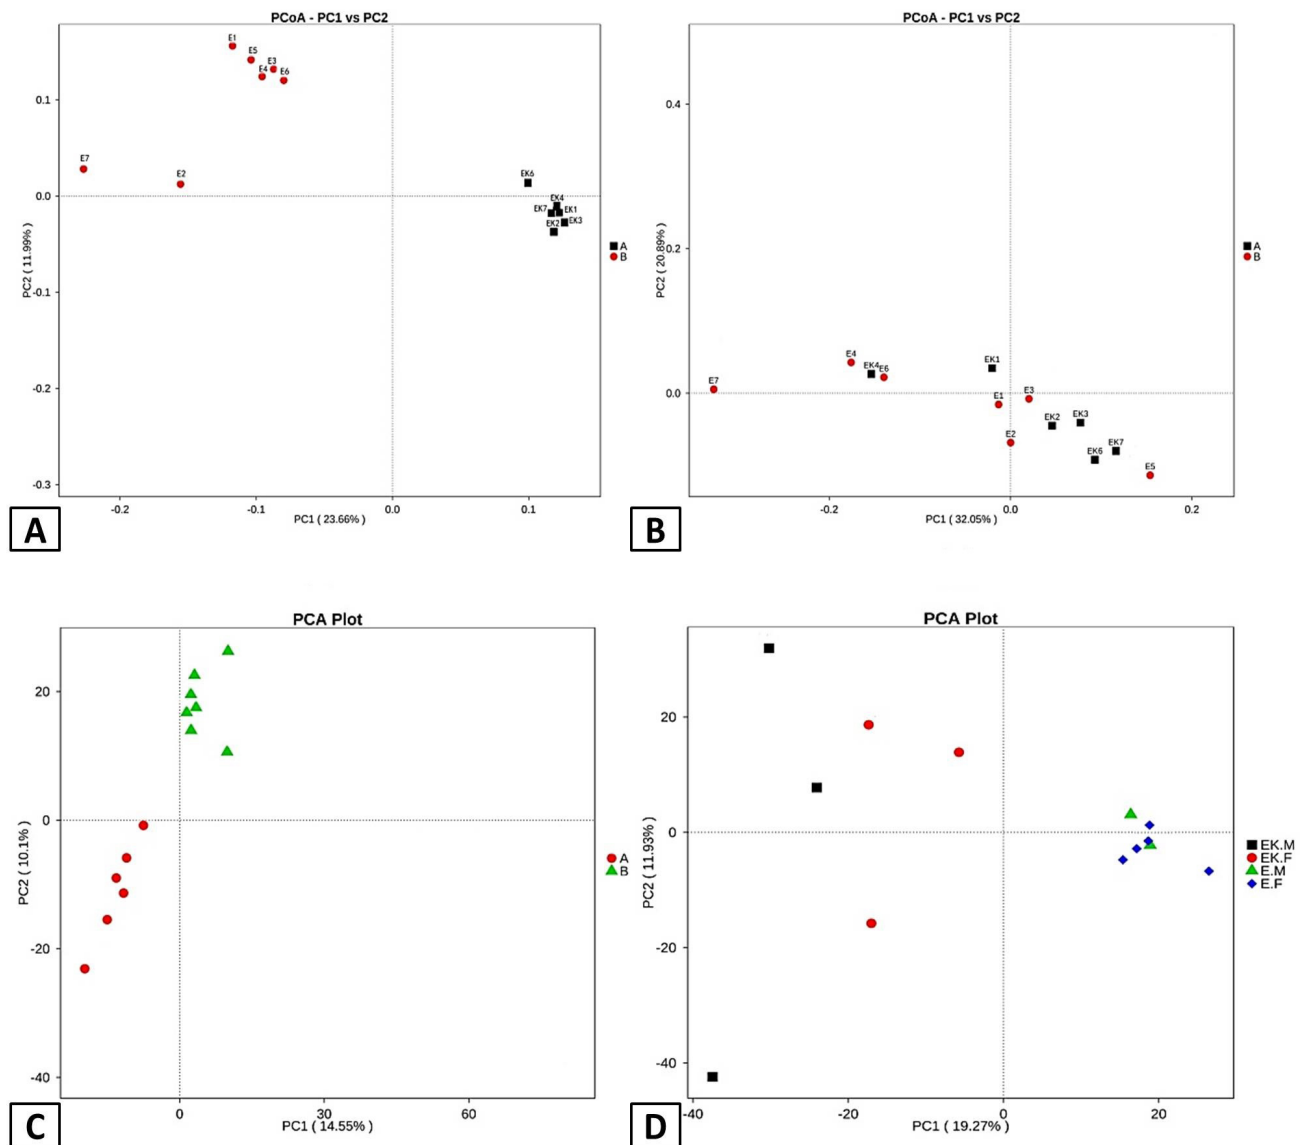 PCoA - PC1 vs PC2
E1
E5
E3
E4
E6
0.1
E7
E2
EK6
0.0
EK4
EK7
EK1
EK2
EK3
A
B
PC2 ( 11.99% )
-0.1
-0.2
-0.3
-0.2
-0.1
0.0
0.1
PC1 ( 23.66% )
A
PCoA - PC1 vs PC2
0.4
0.2
PC2 ( 20.89% )
A
B
E4
EK4
E6
EK1
E7
0.0
E1
E3
EK2
EK3
E2
EK6
EK7
E5
-0.2
0.0
0.2
PC1 ( 32.05% )
B
PCA Plot
20
0
PC2 ( 10.1% )
A
B
-20
-40
0
30
60
PC1 ( 14.55% )
C
PCA Plot
20
0
PC2 ( 11.93% )
EK.M
EK.F
E.M
E.F
-20
-40
-40
-20
0
20
PC1 ( 19.27% )
D